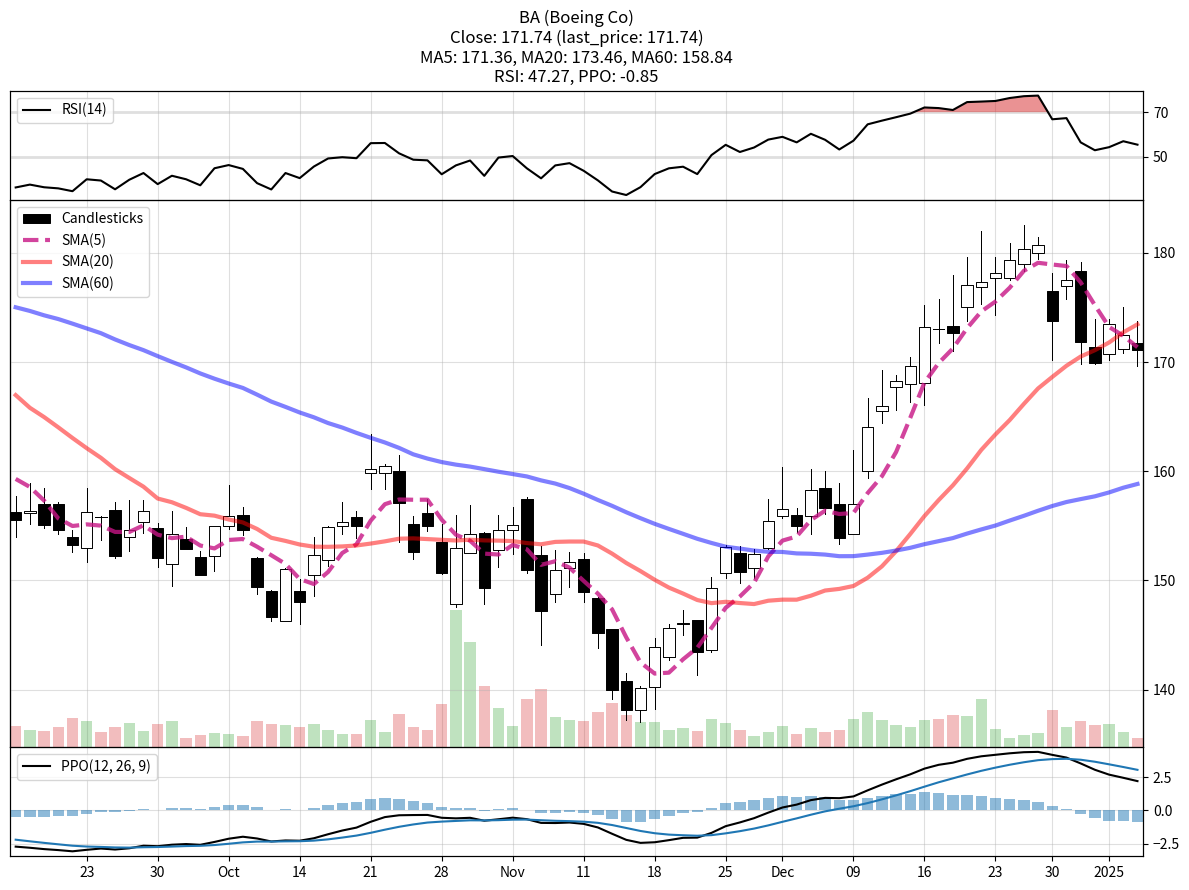 BA (Boeing Co)
Close: 171.74 (last_price: 171.74)
MA5: 171.36, MA20: 173.46, MA60: 158.84
RSI: 47.27, PPO: -0.85
RSI(14)
70
50
Candlesticks
SMA(5)
SMA(20)
SMA(60)
180
170
160
150
140
PPO(12, 26, 9)
2.5
0.0
−2.5
23 30 Oct 14 21 28 Nov 11 18 25 Dec 09 16 23 30 2025